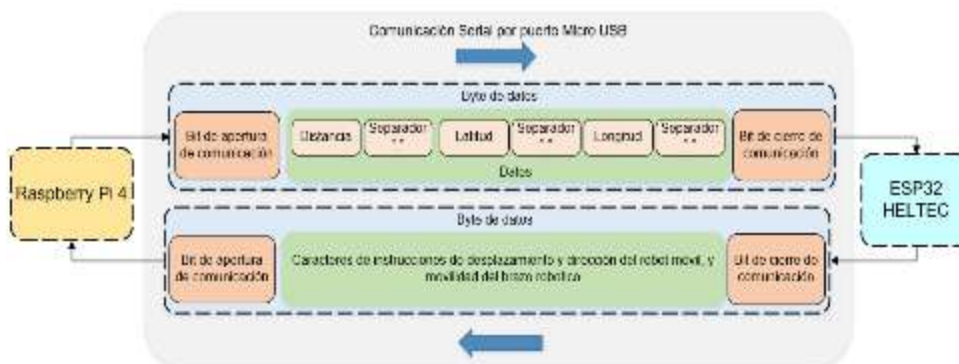 Comunicación Serial por puerto Micro USB
Byte de datos
Bit de apertura
de comunicación
Distancia
Separador
Latitud
Separador
Longitud
Separador
Bit de cierre de
comunicación
Datos
Raspberry Pi 4
ESP32
HELTEC
Byte de datos
Bit de apertura
de comunicación
Caracteres de instrucciones de desplazamiento y dirección del robot móvil, y
movilidad del brazo robótico
Bit de cierre de
comunicación